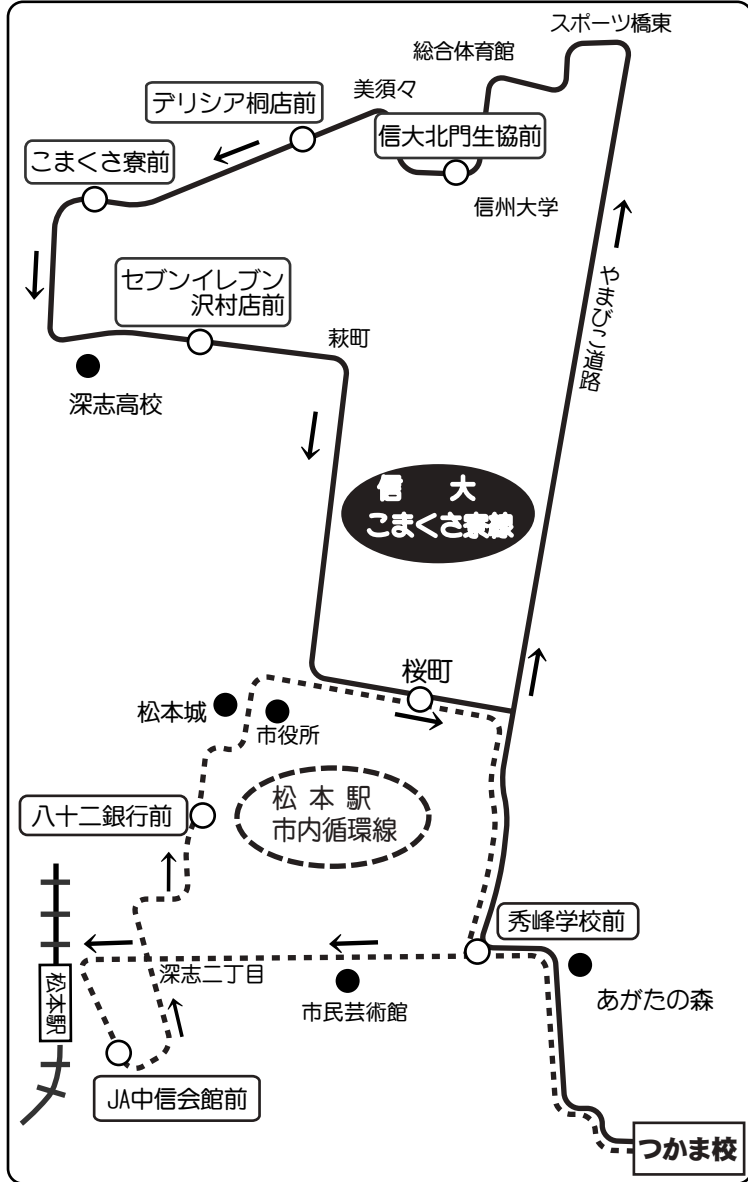 スポーツ橋東
総合体育館
美須々
デリシア桐店前
信大北門生協前
こまくさ寮前
信州大学
セブンイレブン
沢村店前
やまびこ道路
萩町
深志高校
信　大
こまくさ寮線
桜町
松本城
市役所
松 本 駅
市内循環線
八十二銀行前
秀峰学校前
深志二丁目
松本駅
市民芸術館
あがたの森
JA中信会館前
つかま校